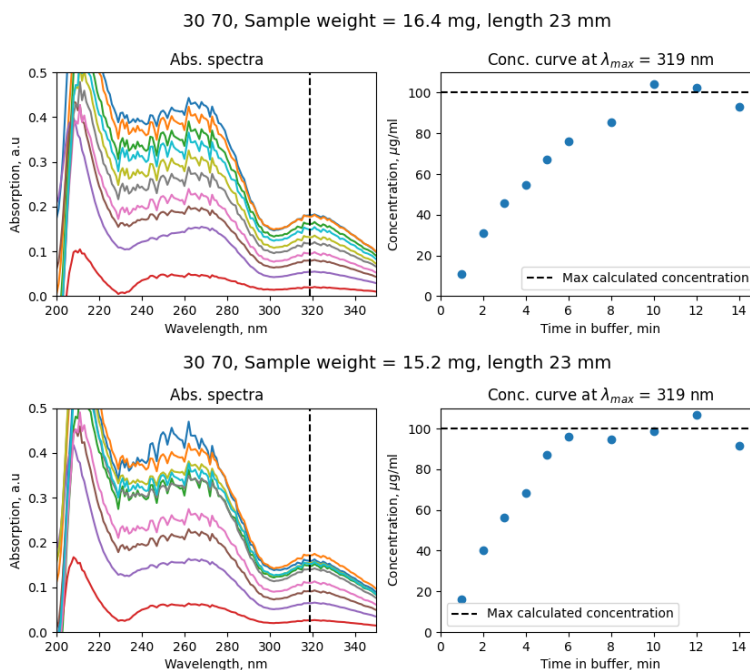 30 70, Sample weight = 16.4 mg, length 23 mm
Abs. spectra
Absorption, a.u
0.5
0.4
0.3
0.2
0.1
0.0
200 220 240 260 280 300 320 340
Wavelength, nm
Conc. curve at λmax = 319 nm
Concentration, μg/ml
100
80
60
40
20
0
Max calculated concentration
0 2 4 6 8 10 12 14
Time in buffer, min
30 70, Sample weight = 15.2 mg, length 23 mm
Abs. spectra
Absorption, a.u
0.5
0.4
0.3
0.2
0.1
0.0
200 220 240 260 280 300 320 340
Wavelength, nm
Conc. curve at λmax = 319 nm
Concentration, μg/ml
100
80
60
40
20
0
Max calculated concentration
0 2 4 6 8 10 12 14
Time in buffer, min